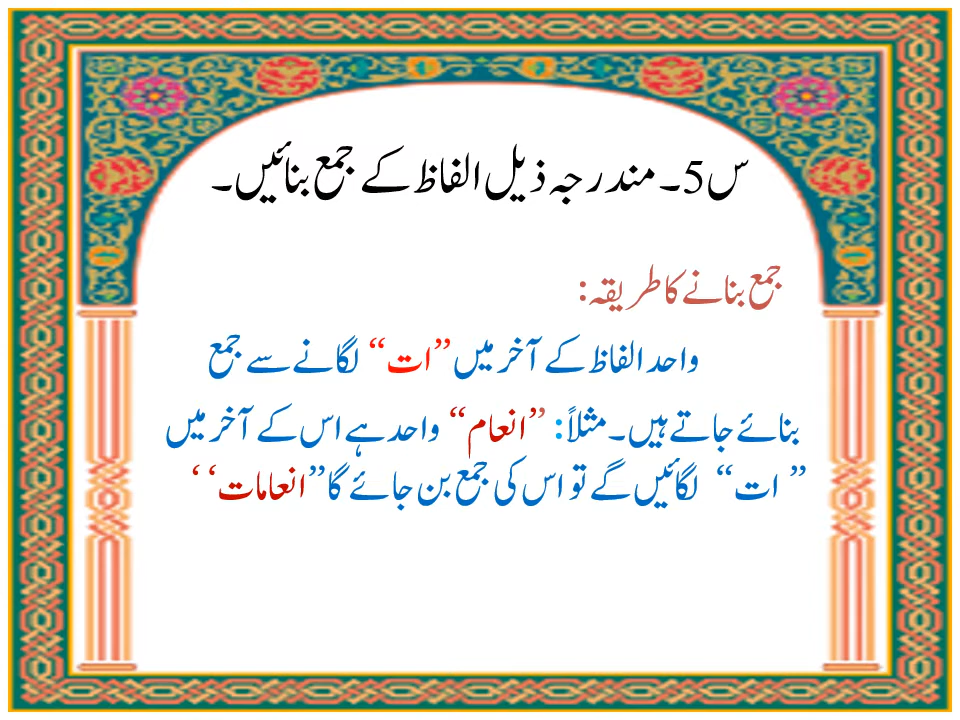 س5۔ مندرجہ ذیل الفاظ کے جمع بنائیں۔
جمع بنانے کا طریقہ:
واحد الفاظ کے آخر میں ”ات“ لگانے سے جمع
بنائے جاتے ہیں۔ مثلاً: ”انعام“ واحد ہے اس کے آخر میں
” ات“ لگائیں گے تو اس کی جمع بن جائے گا ”انعامات‘ ‘